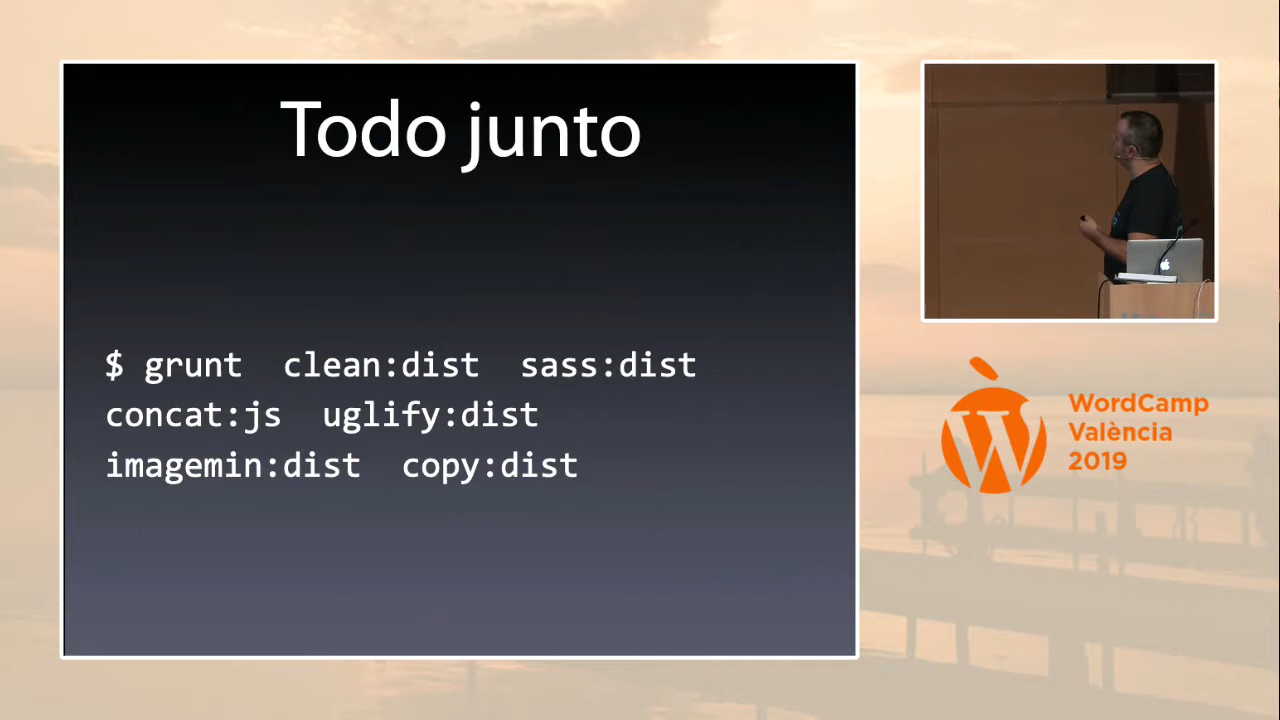 Todo junto
$ grunt  clean:dist  sass:dist
concat:js  uglify:dist
imagemin:dist  copy:dist
WordCamp
València
2019